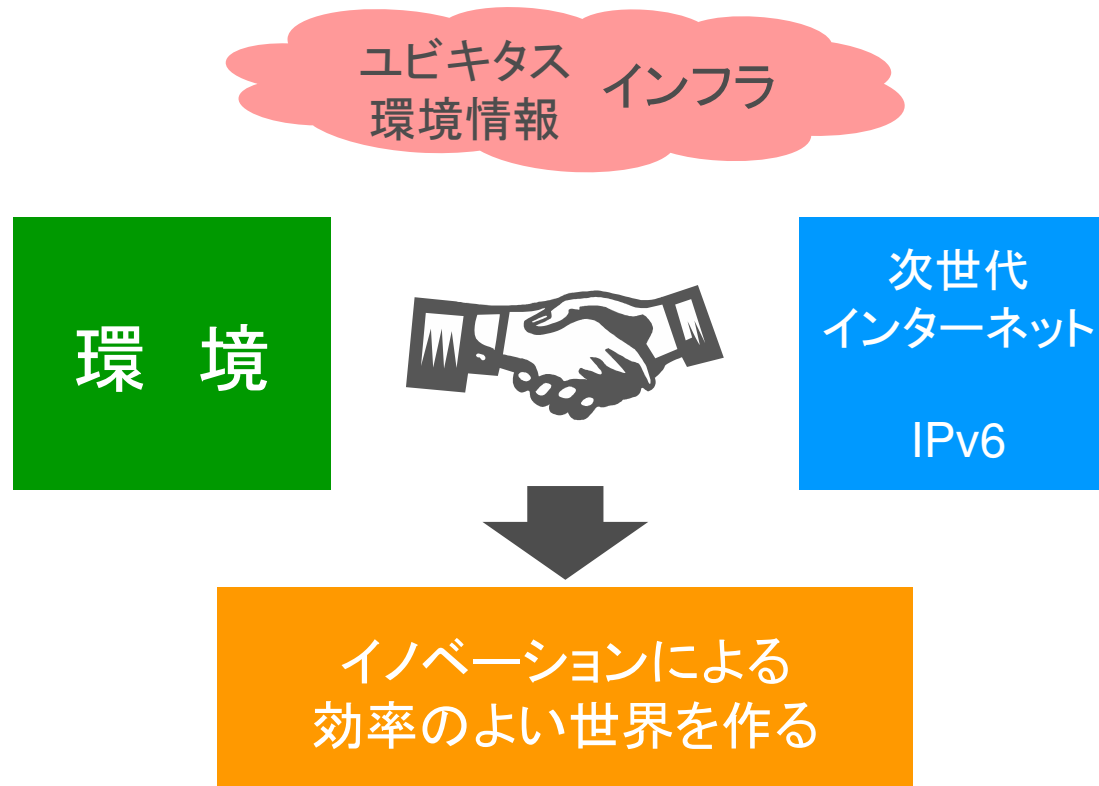 ユビキタス
環境情報
インフラ
環　境
次世代
インターネット
IPv6
イノベーションによる
効率のよい世界を作る